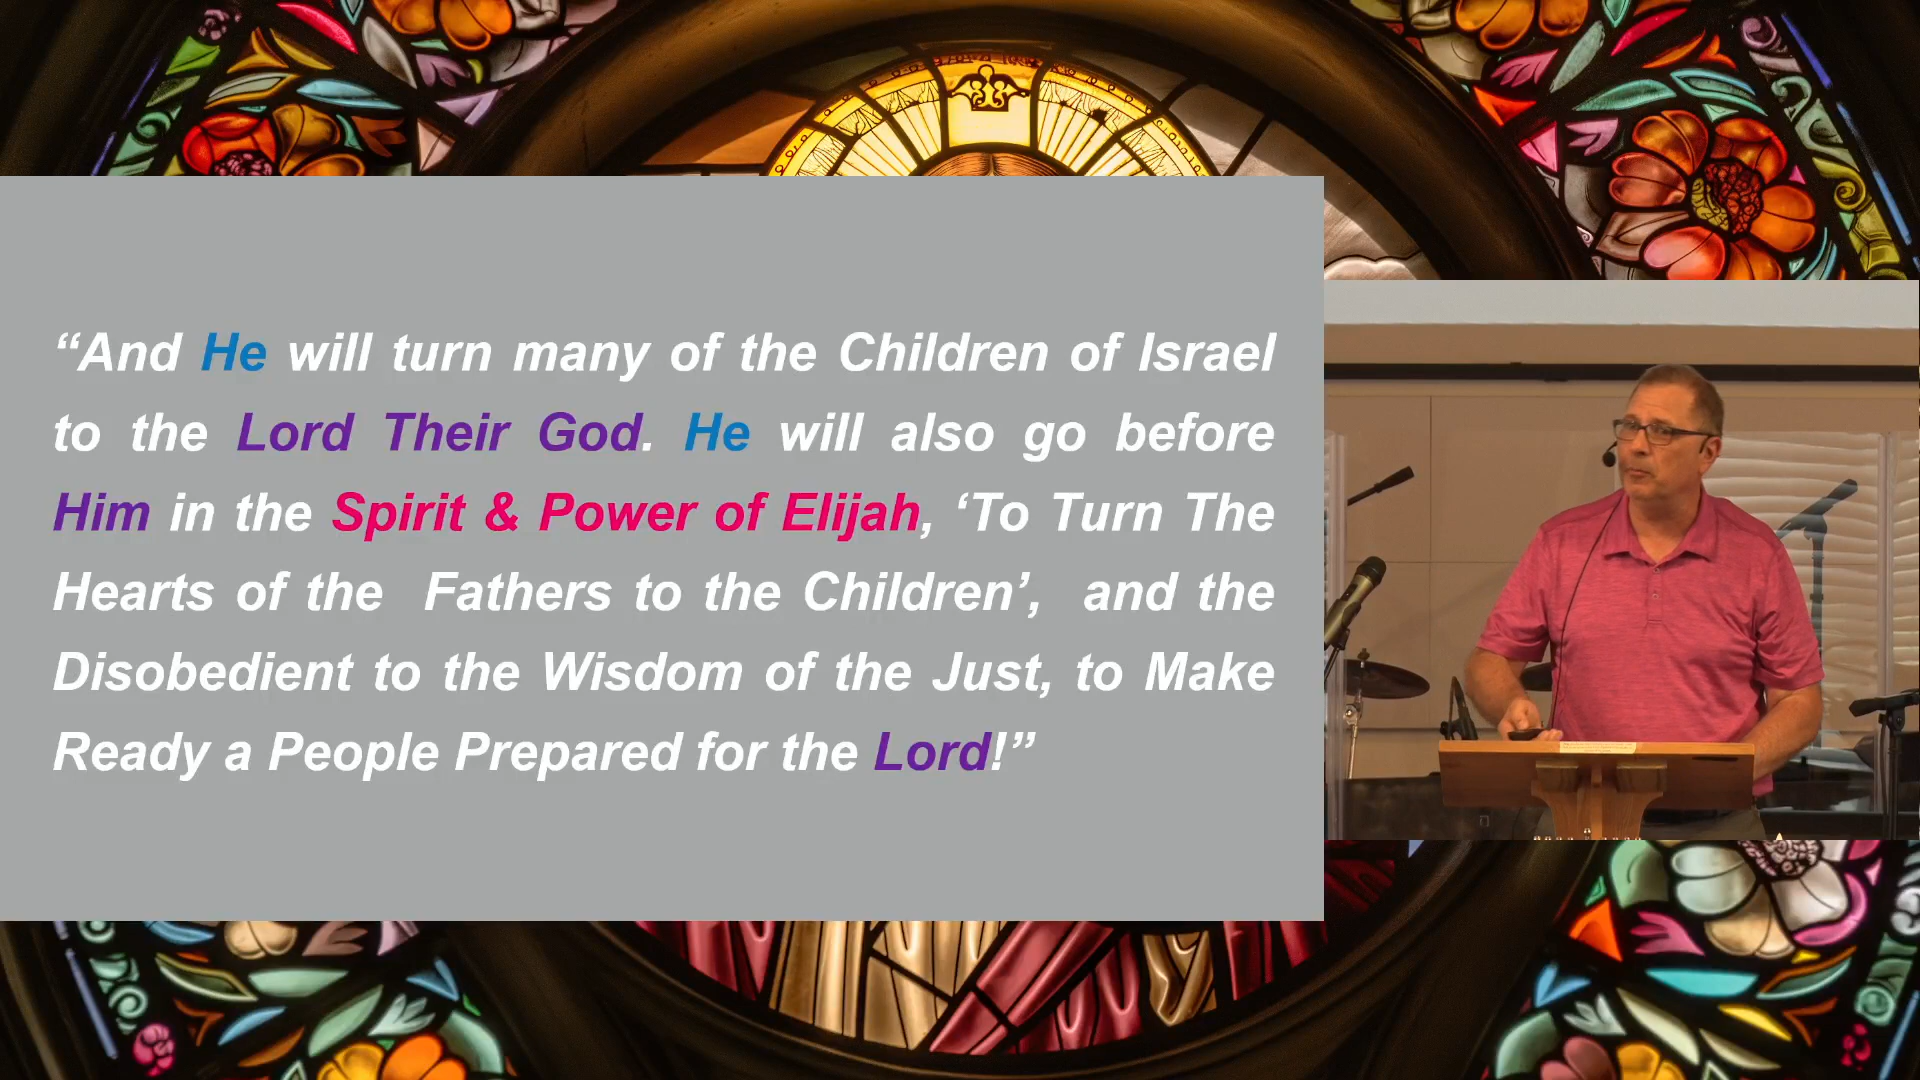 “And He will turn many of the Children of Israel
to the Lord Their God. He will also go before
Him in the Spirit & Power of Elijah, ‘To Turn The
Hearts of the Fathers to the Children’, and the
Disobedient to the Wisdom of the Just, to Make
Ready a People Prepared for the Lord!”